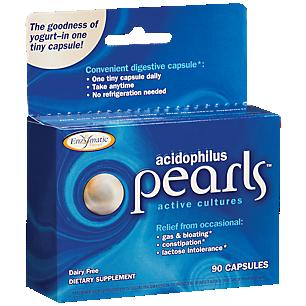 The goodness of
yogurt–in one
tiny capsule!
Convenient digestive capsule*:
• One tiny capsule daily
• Take anytime
• No refrigeration needed
Enzymatic
acidophilus
pearls™
active cultures
Relief from occasional:
• gas & bloating*
• constipation*
• lactose intolerance*
Dairy Free
DIETARY SUPPLEMENT
90 CAPSULES